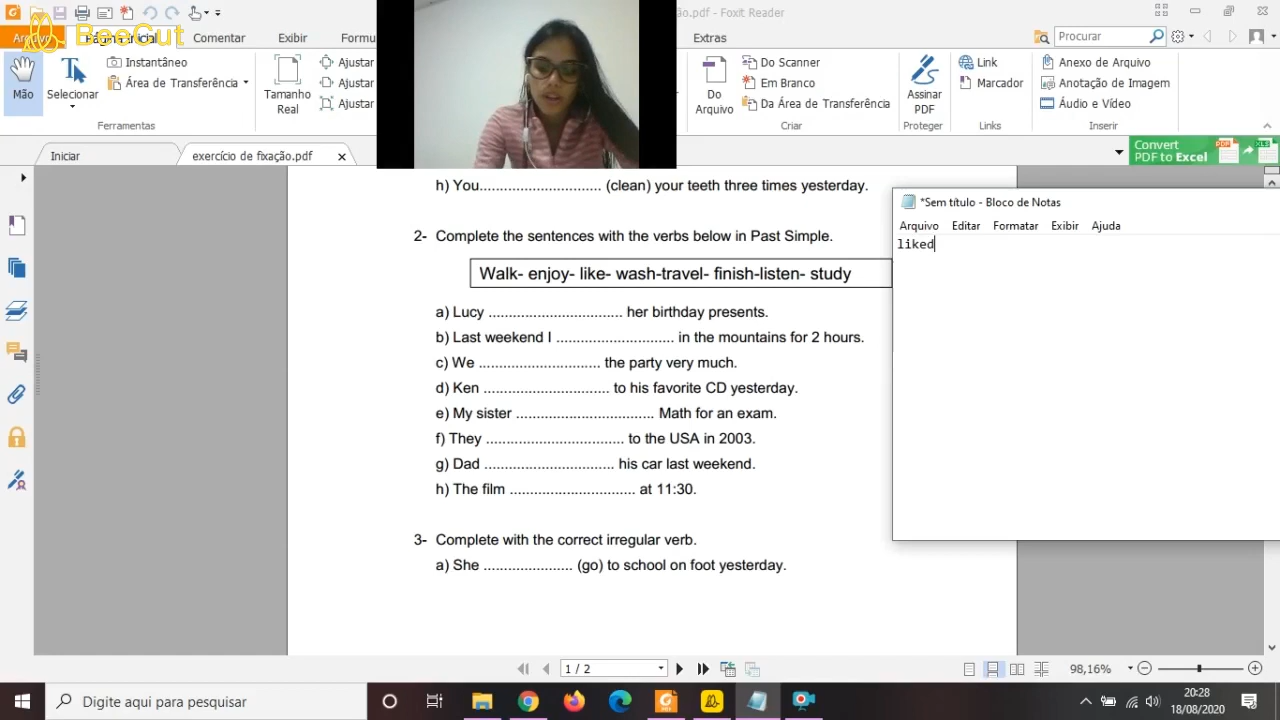 exercício de fixação.pdf - Foxit Reader
BeeCut
Comentar
Exibir
Extras
Procurar
Mão
Selecionar
Instantâneo
Área de Transferência
Ferramentas
Tamanho
Real
Ajustar
Ajustar
Ajustar
Do
Arquivo
Do Scanner
Em Branco
Da Área de Transferência
Criar
Assinar
PDF
Proteger
Link
Marcador
Links
Anexo de Arquivo
Anotação de Imagem
Áudio e Vídeo
Inserir
Iniciar
exercício de fixação.pdf
Convert
PDF to Excel
h) You............................. (clean) your teeth three times yesterday.
2- Complete the sentences with the verbs below in Past Simple.
Walk- enjoy- like- wash-travel- finish-listen- study
a) Lucy ................................. her birthday presents.
b) Last weekend I ............................. in the mountains for 2 hours.
c) We .............................. the party very much.
d) Ken ............................... to his favorite CD yesterday.
e) My sister .................................. Math for an exam.
f) They .................................. to the USA in 2003.
g) Dad ................................ his car last weekend.
h) The film ............................... at 11:30.
3- Complete with the correct irregular verb.
a) She ...................... (go) to school on foot yesterday.
*Sem título - Bloco de Notas
Arquivo Editar Formatar Exibir Ajuda
liked
1 / 2
98,16%
Digite aqui para pesquisar
20:28
18/08/2020